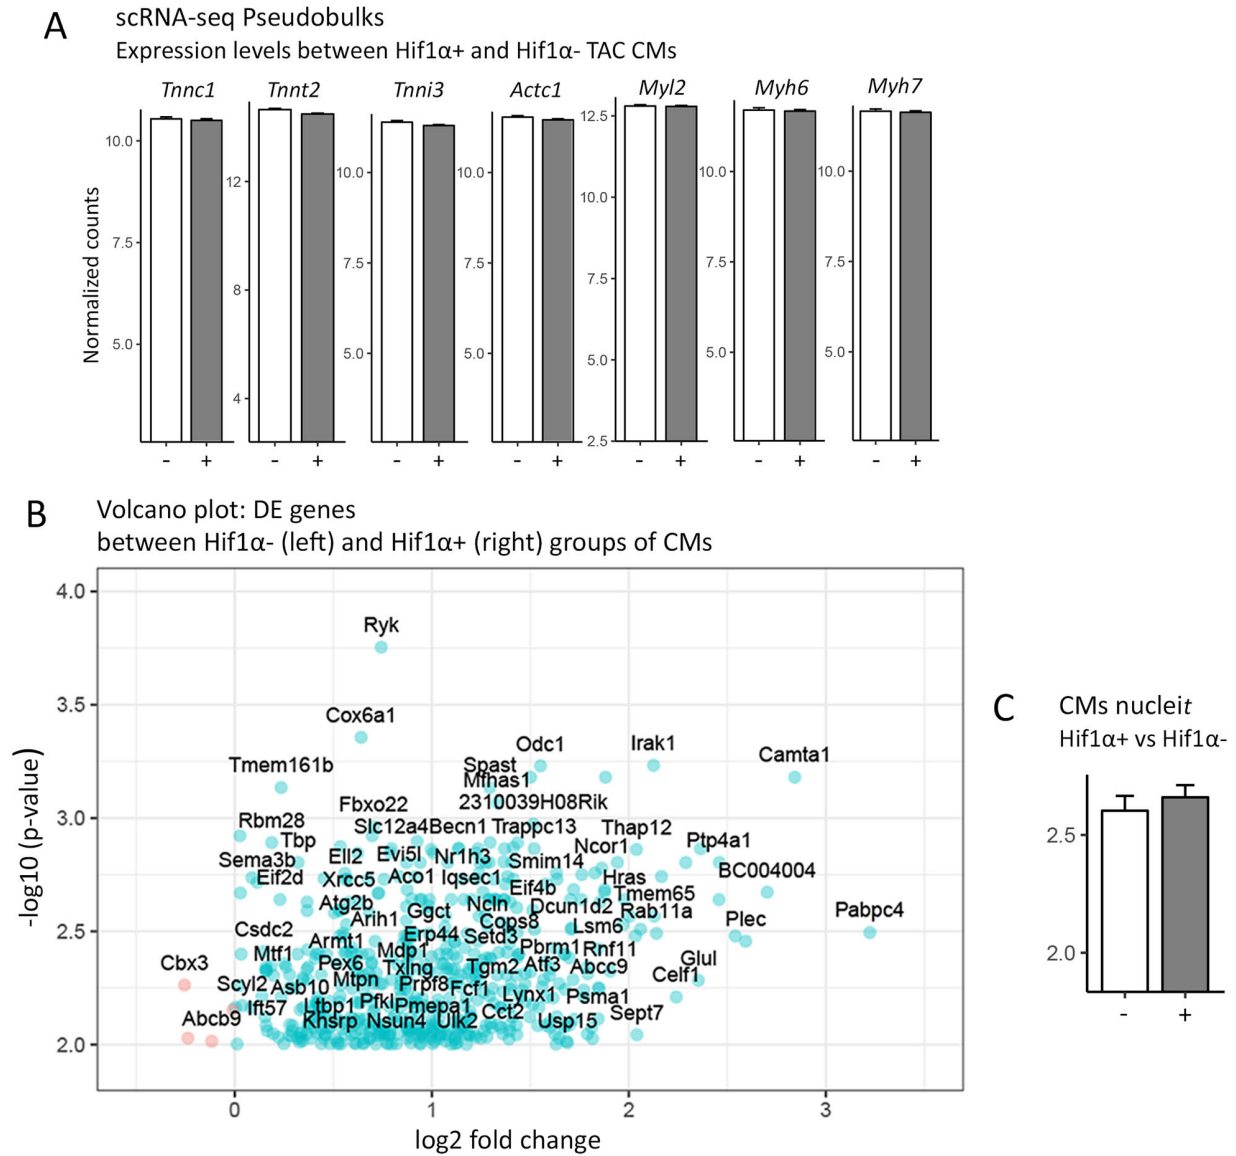 A
scRNA-seq Pseudobulks
Expression levels between Hif1α+ and Hif1α- TAC CMs
Tnnc1 Tnnt2 Tnni3 Actc1 Myl2 Myh6 Myh7
Normalized counts
10.0
7.5
5.0
12
8
4
10.0
7.5
5.0
10.0
7.5
5.0
12.5
10.0
7.5
5.0
2.5
10.0
7.5
5.0
10.0
7.5
5.0
- + - + - + - + - + - + - +
B
Volcano plot: DE genes
between Hif1α- (left) and Hif1α+ (right) groups of CMs
-log10 (p-value)
4.0
3.5
3.0
2.5
2.0
Ryk
Cox6a1
Odc1 Irak1
Camta1
Tmem161b Spast
Mfhas1
Fbxo22 2310039H08Rik
Rbm28 Slc12a4 Becn1 Trappc13 Thap12
Tbp Ncor1 Ptp4a1
Sema3b Ell2 Evi5l Nr1h3 Smim14
BC004004
Eif2d Xrcc5 Aco1 Iqsec1 Hras
Eif4b Tmem65
Atg2b Ggct Ncln Dcun1d2 Rab11a Pabpc4
Arih1 Cops8 Lsm6 Plec
Csdc2 Armt1 Erp44 Setd3
Mtf1 Mdp1 Pbrm1 Rnf11
Cbx3 Pex6 Txlng Tgm2 Atf3 Abcc9 Glul
Scyl2 Asb10 Mtpn Prpf8 Fcf1 Celf1
Ift57 Ltbp1 Pfkl Pmepa1 Lynx1 Psma1
Abcb9 Khsrp Nsun4 Ulk2 Cct2 Usp15 Sept7
0 1 2 3
log2 fold change
C
CMs nucleit
Hif1α+ vs Hif1α-
2.5
2.0
- +